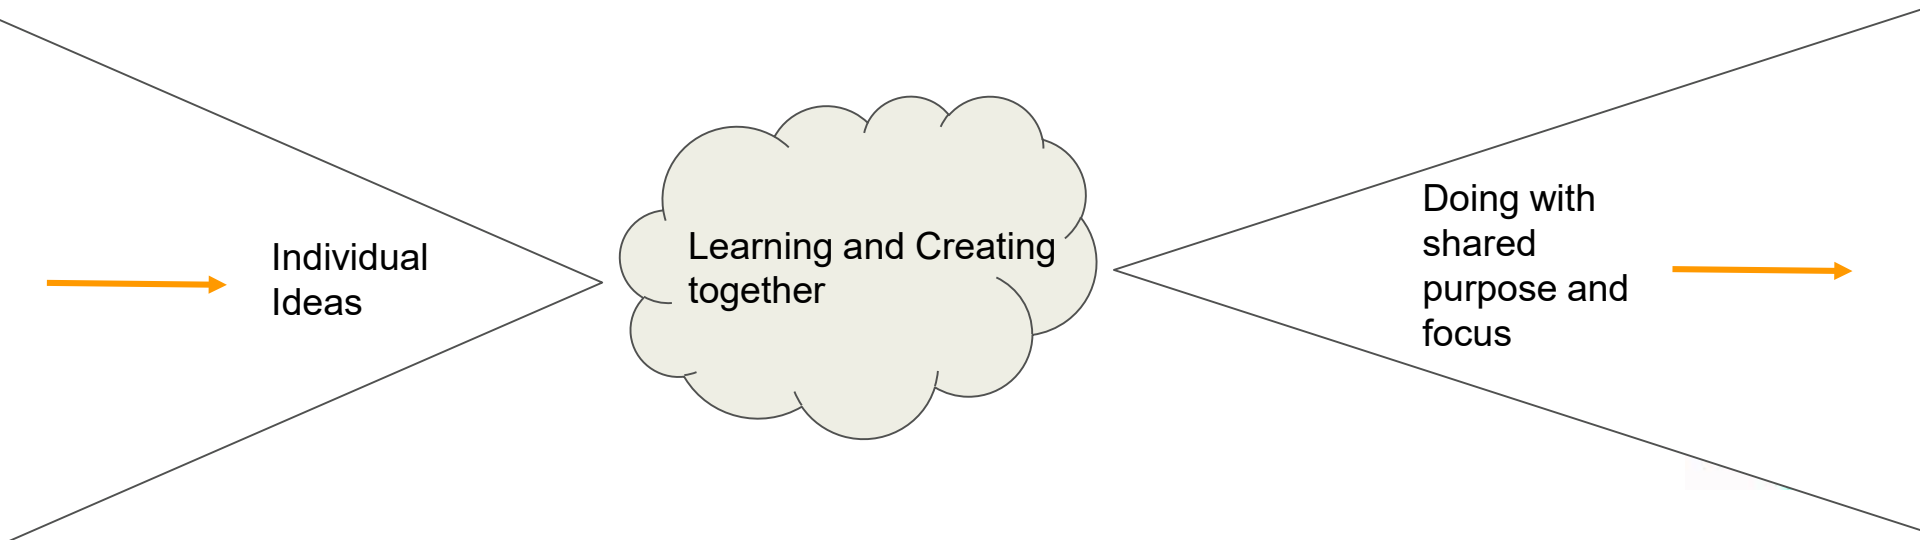 Individual
Ideas
Learning and Creating
together
Doing with
shared
purpose and
focus